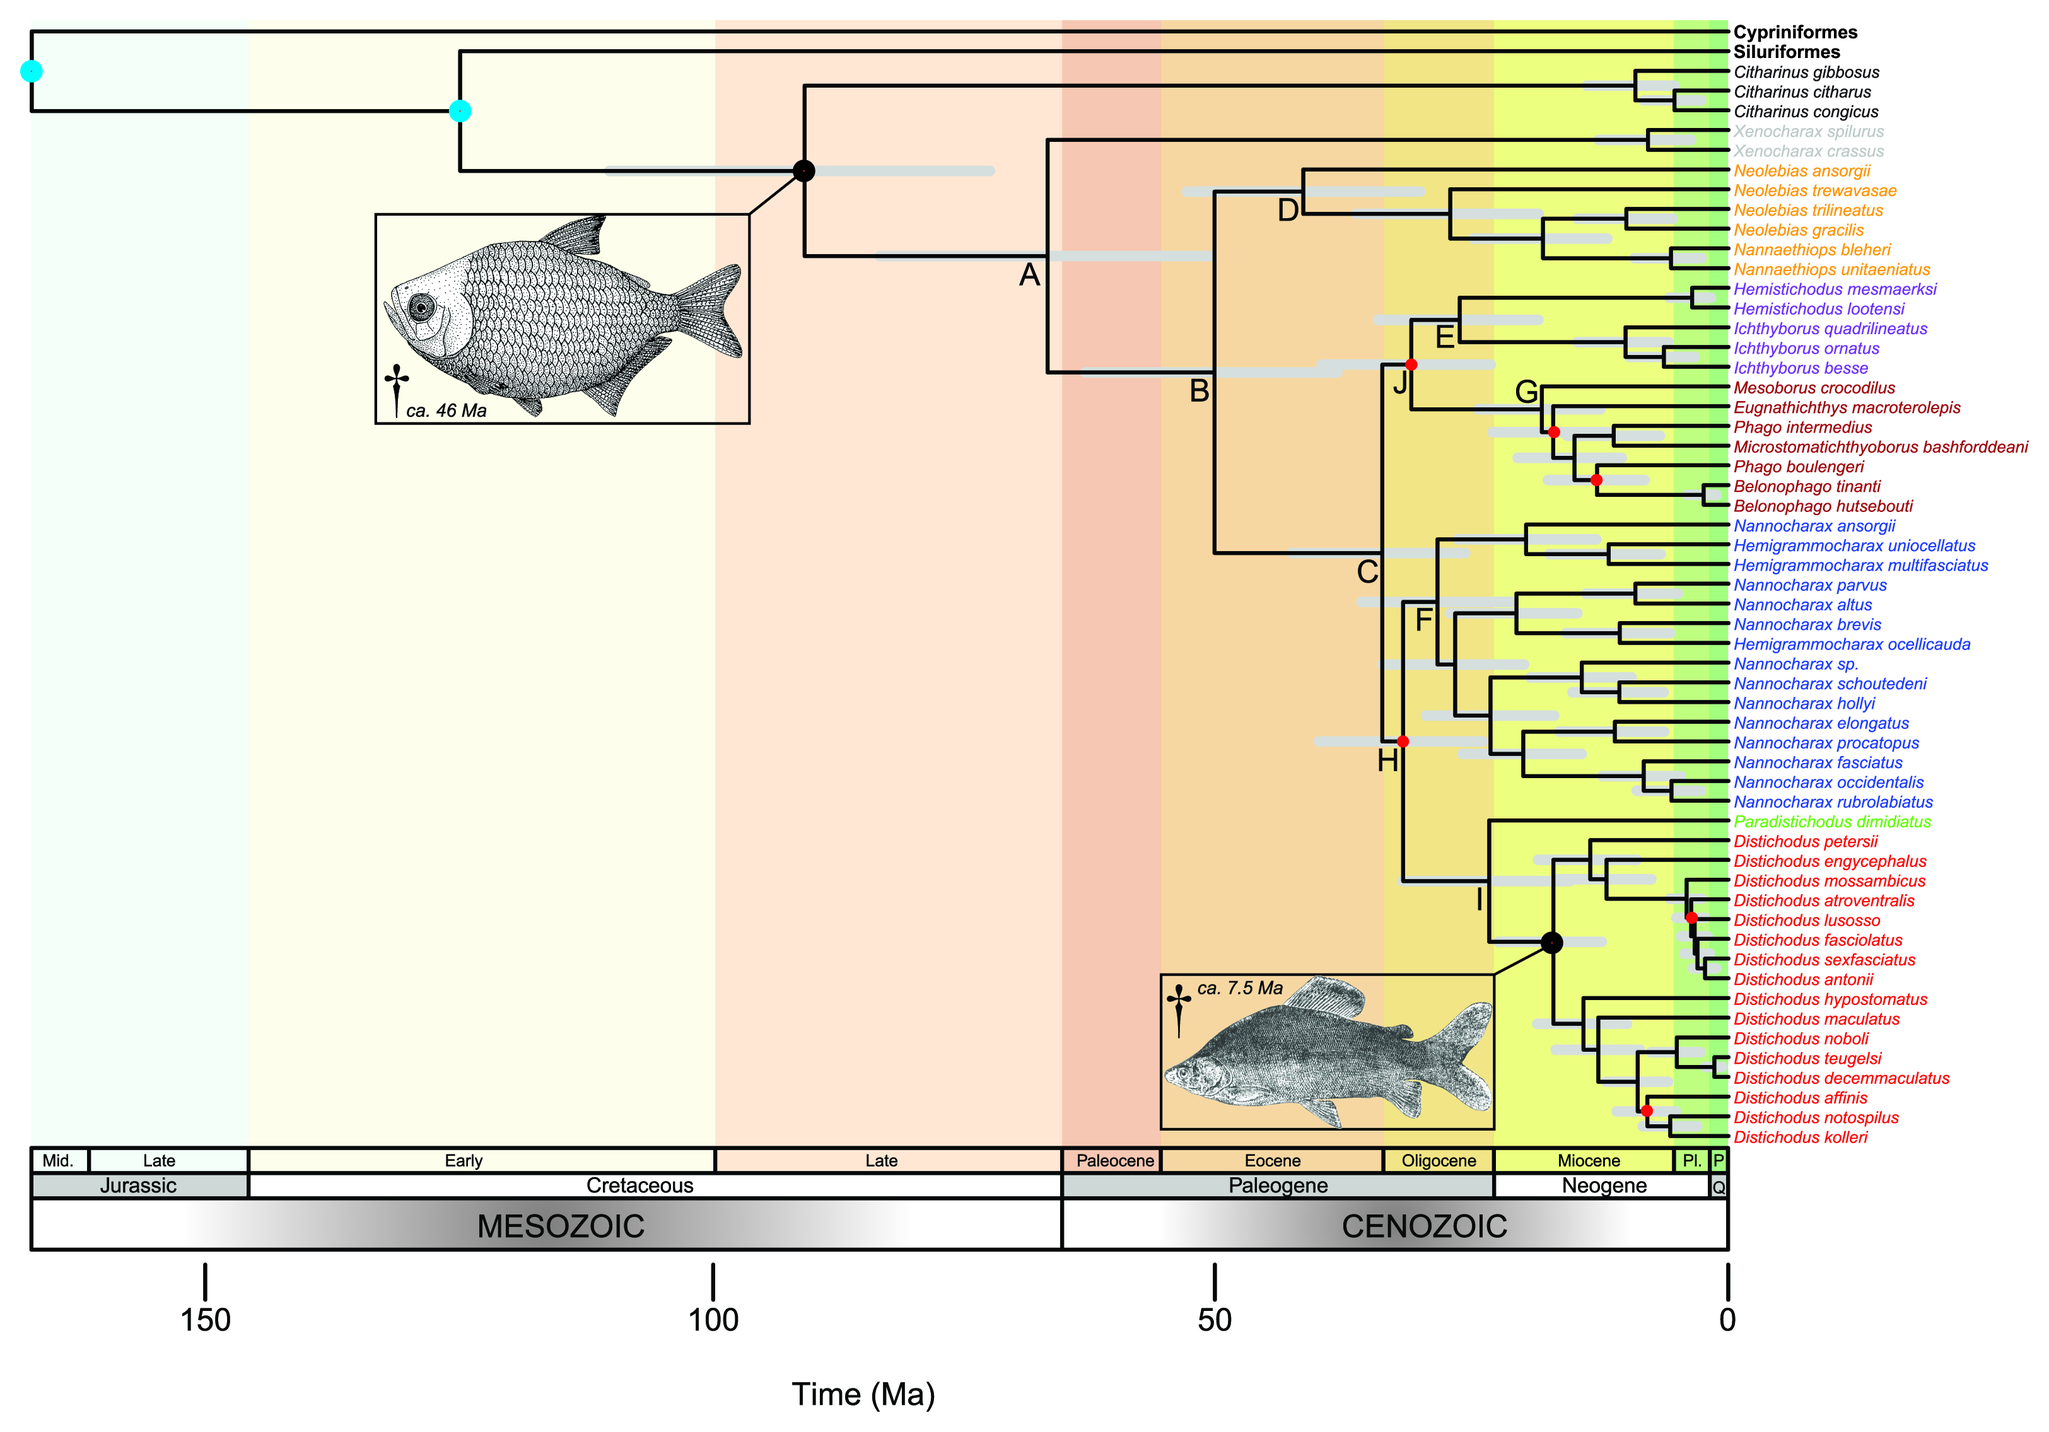 Cypriniformes
Siluriformes
Citharinus gibbosus
Citharinus citharus
Citharinus congicus
Xenocharax spilurus
Xenocharax crassus
Neolebias ansorgii
Neolebias trewavasae
Neolebias trilineatus
Neolebias gracilis
Nannaethiops bleheri
Nannaethiops unitaeniatus
Hemistichodus mesmaerksi
Hemistichodus lootensi
Ichthyborus quadrilineatus
Ichthyborus ornatus
Ichthyborus besse
Mesoborus crocodilus
Eugnathichthys macroterolepis
Phago intermedius
Microstomatichthyoborus bashforddeani
Phago boulengeri
Belonophago tinanti
Belonophago hutsebouti
Nannocharax ansorgii
Hemigrammocharax uniocellatus
Hemigrammocharax multifasciatus
Nannocharax parvus
Nannocharax altus
Nannocharax brevis
Hemigrammocharax ocellicauda
Nannocharax sp.
Nannocharax schoutedeni
Nannocharax hollyi
Nannocharax elongatus
Nannocharax procatopus
Nannocharax fasciatus
Nannocharax occidentalis
Nannocharax rubrolabiatus
Paradistichodus dimidiatus
Distichodus petersii
Distichodus engycephalus
Distichodus mossambicus
Distichodus atroventralis
Distichodus lusosso
Distichodus fasciolatus
Distichodus sexfasciatus
Distichodus antonii
Distichodus hypostomatus
Distichodus maculatus
Distichodus noboli
Distichodus teugelsi
Distichodus decemmaculatus
Distichodus affinis
Distichodus notospilus
Distichodus kolleri
D
A
E
J
B
G
† ca. 46 Ma
C
F
H
I
† ca. 7.5 Ma
Mid. Late Early Late Paleocene Eocene Oligocene Miocene Pl. P
Jurassic Cretaceous Paleogene Neogene Q
MESOZOIC CENOZOIC
150 100 50 0
Time (Ma)